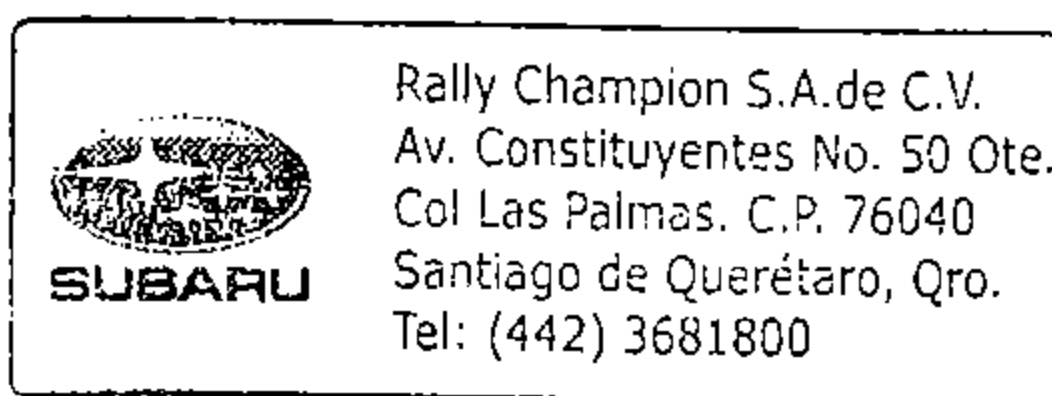 SUBARU
Rally Champion S.A.de C.V.
Av. Constituyentes No. 50 Ote.
Col Las Palmas. C.P. 76040
Santiago de Querétaro, Qro.
Tel: (442) 3681800